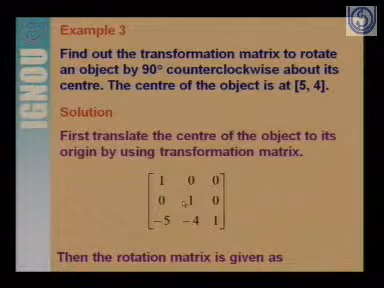 IGNOU
Example 3
Find out the transformation matrix to rotate
an object by 90° counterclockwise about its
centre. The centre of the object is at [5, 4].
Solution
First translate the centre of the object to its
origin by using transformation matrix.
1 0 0
0 1 0
−5 −4 1
Then the rotation matrix is given as